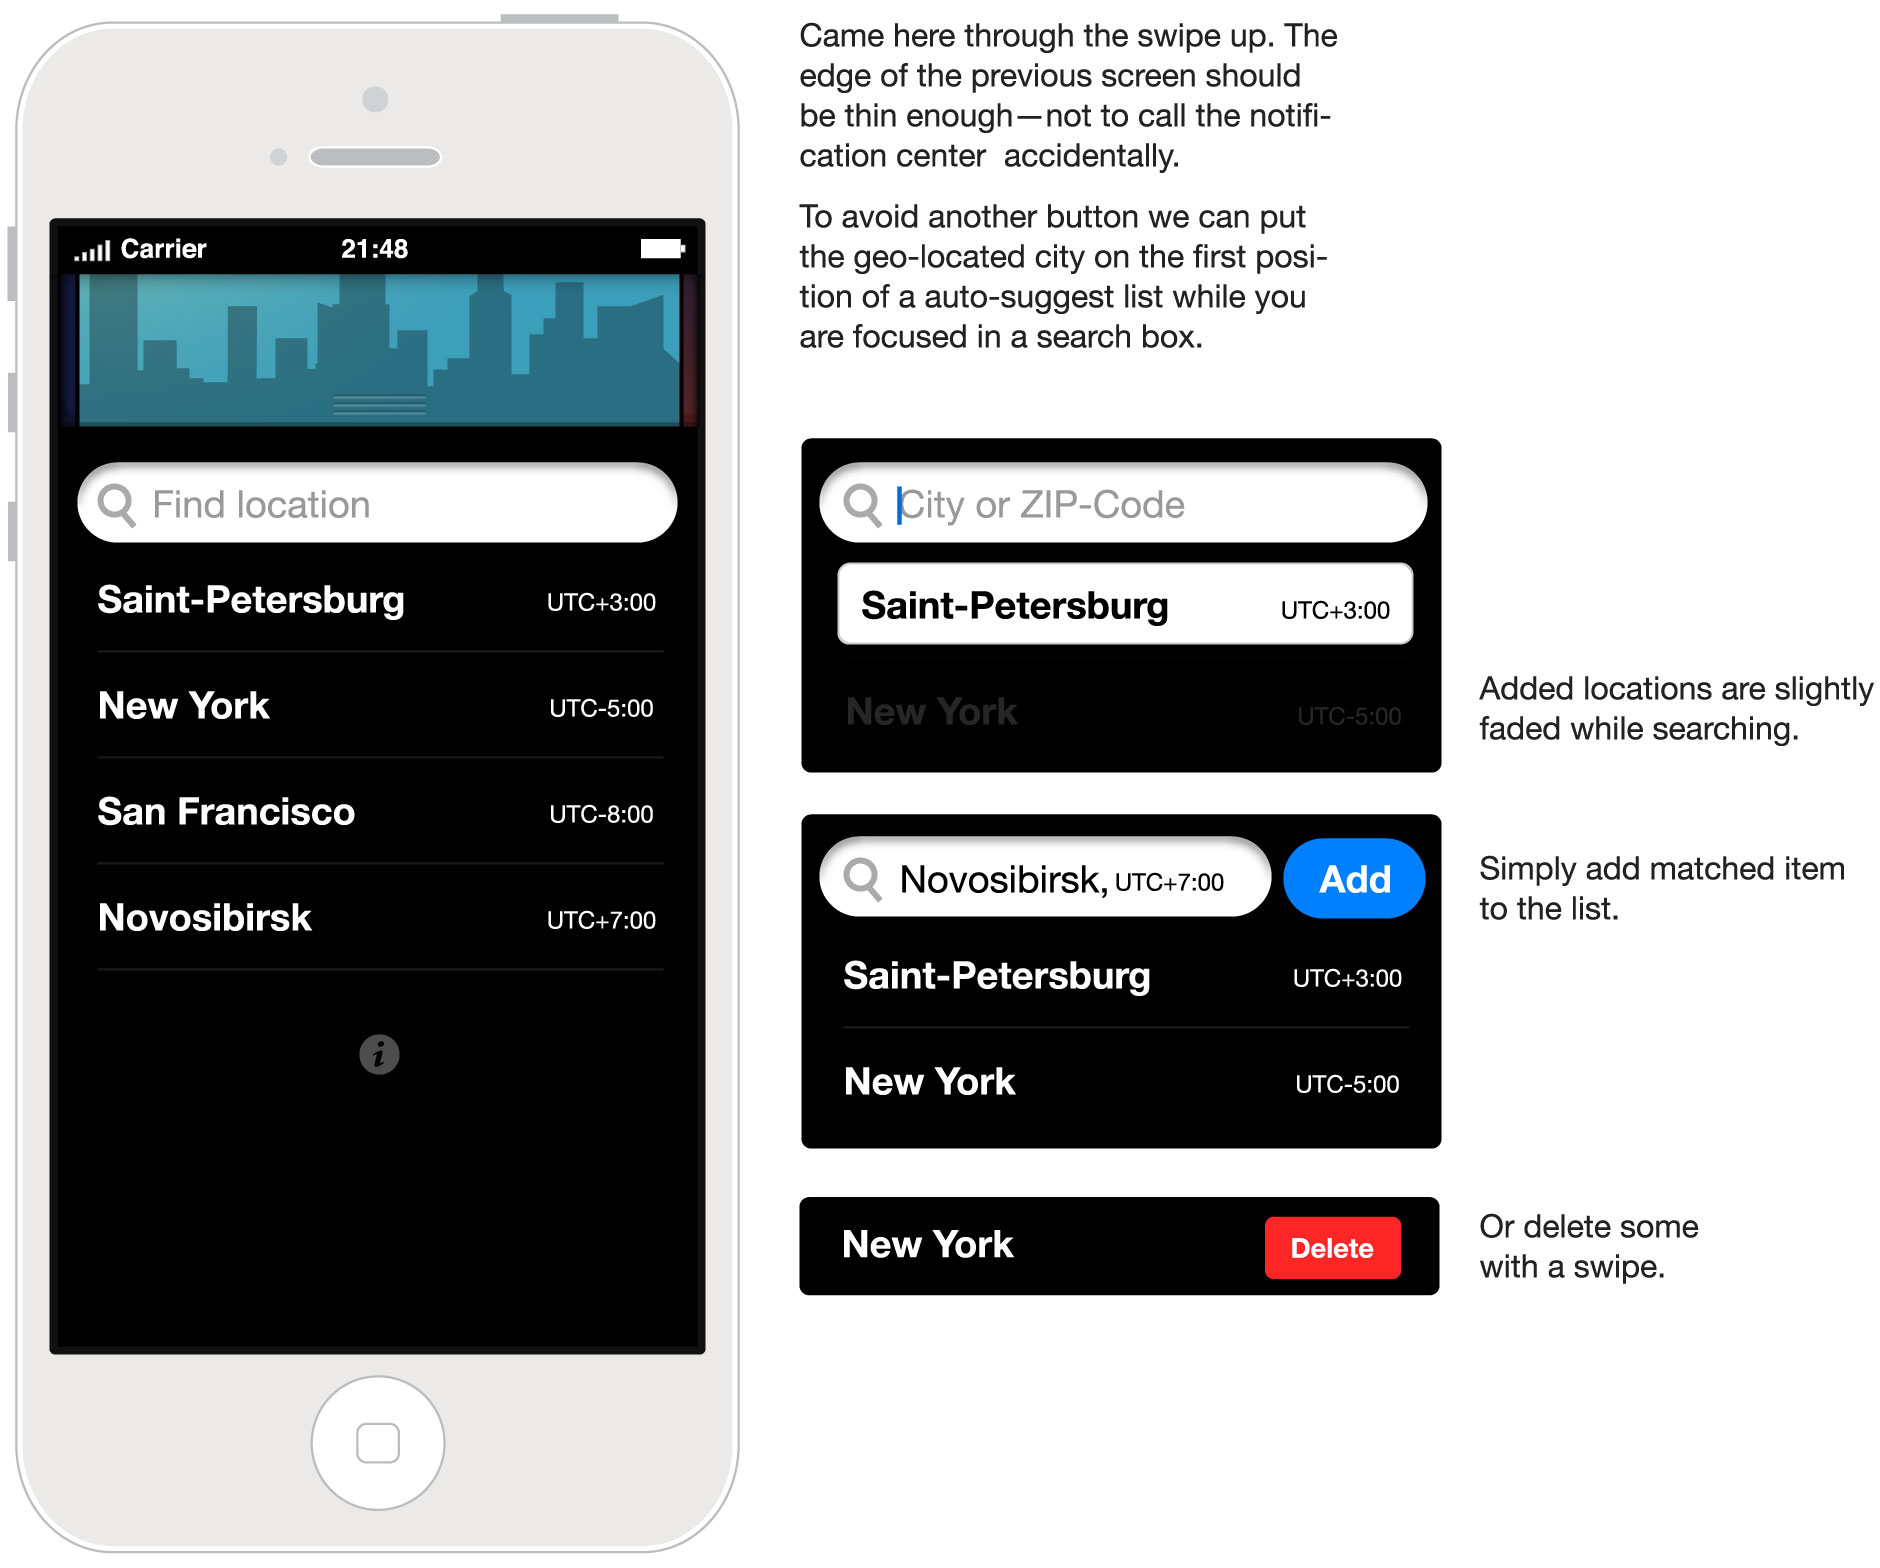 Came here through the swipe up. The
edge of the previous screen should
be thin enough—not to call the notifi-
cation center accidentally.
To avoid another button we can put
the geo-located city on the first posi-
tion of a auto-suggest list while you
are focused in a search box.
Carrier 21:48
Find location
Saint-Petersburg UTC+3:00
New York UTC-5:00
San Francisco UTC-8:00
Novosibirsk UTC+7:00
i
City or ZIP-Code
Saint-Petersburg UTC+3:00
New York UTC-5:00
Added locations are slightly
faded while searching.
Novosibirsk, UTC+7:00 Add
Saint-Petersburg UTC+3:00
New York UTC-5:00
Simply add matched item
to the list.
New York Delete
Or delete some
with a swipe.